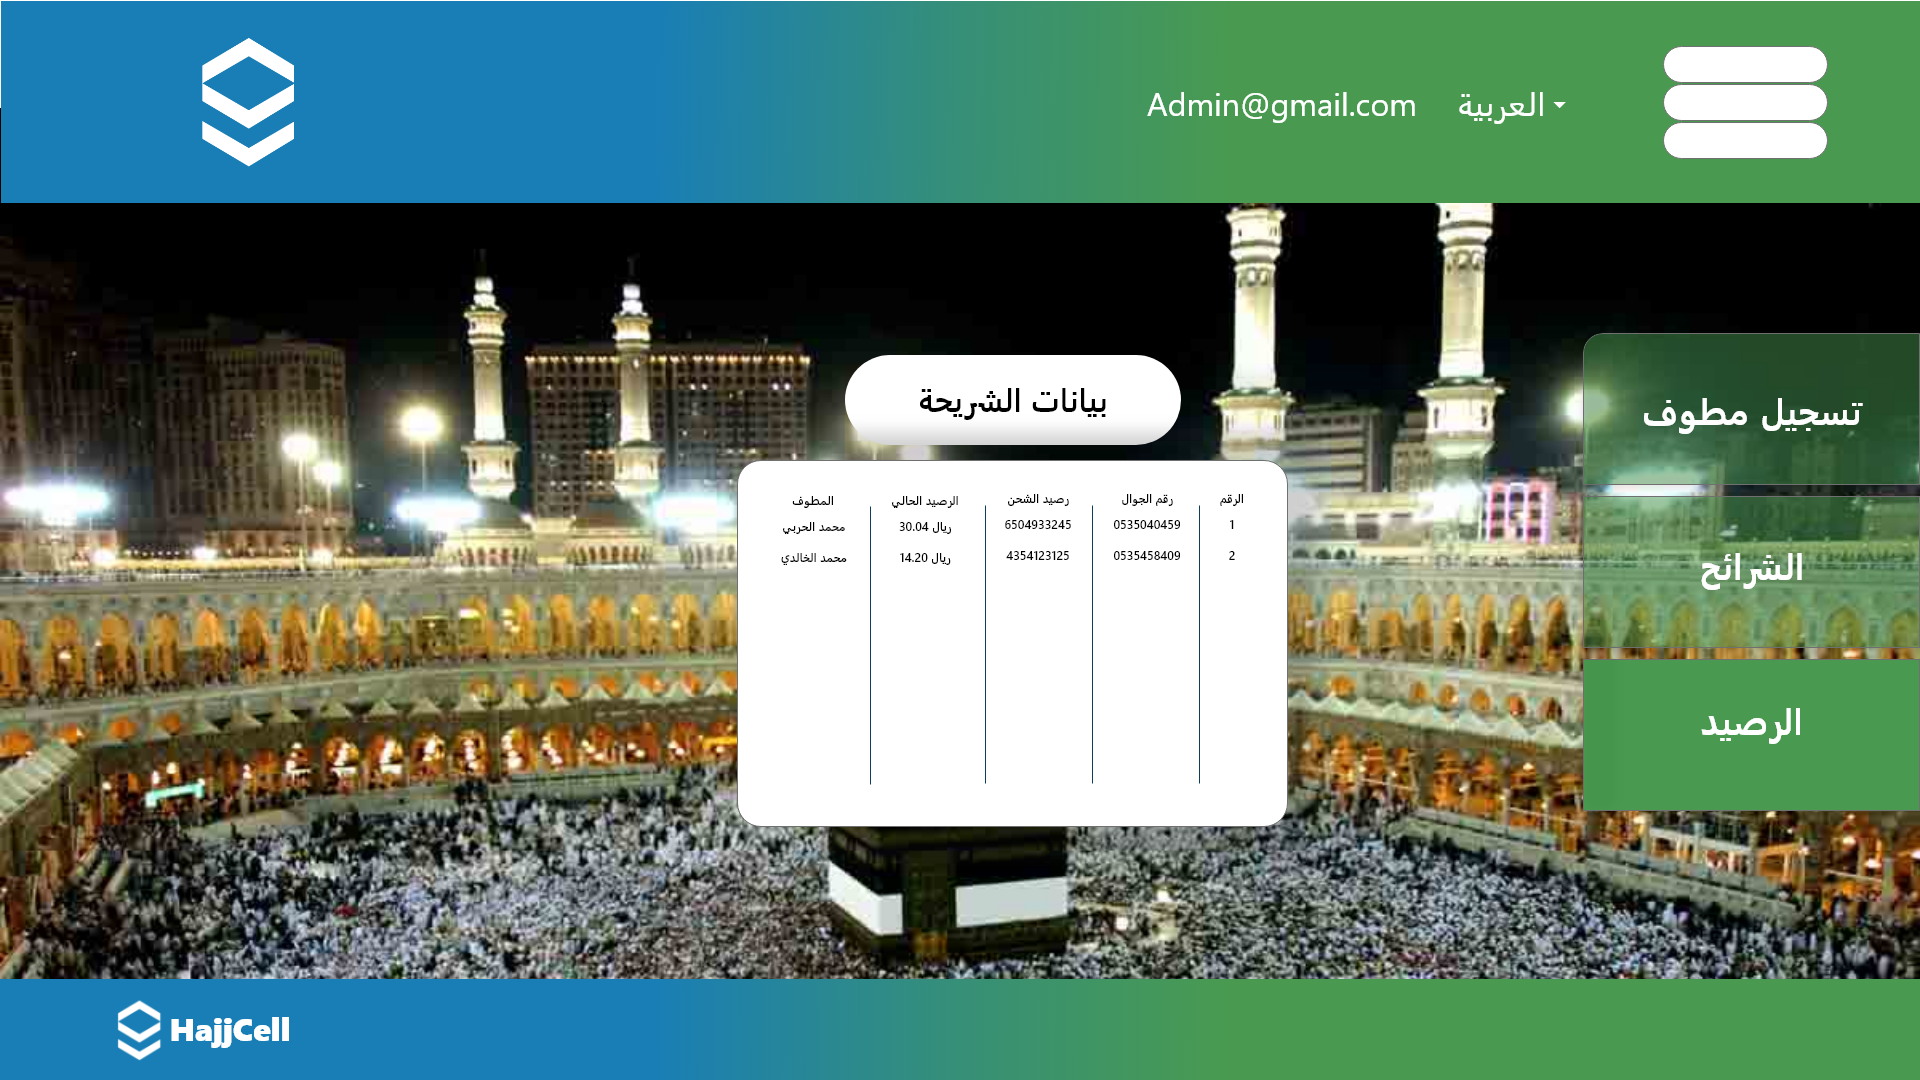 العربية
Admin@gmail.com
بيانات الشريحة
الرقم رقم الجوال رصيد الشحن الرصيد الحالي المطوف
1 0535040459 6504933245 30.04 ريال محمد الحربي
2 0535458409 4354123125 14.20 ريال محمد الخالدي
تسجيل مطوف
الشرائح
الرصيد
HajjCell